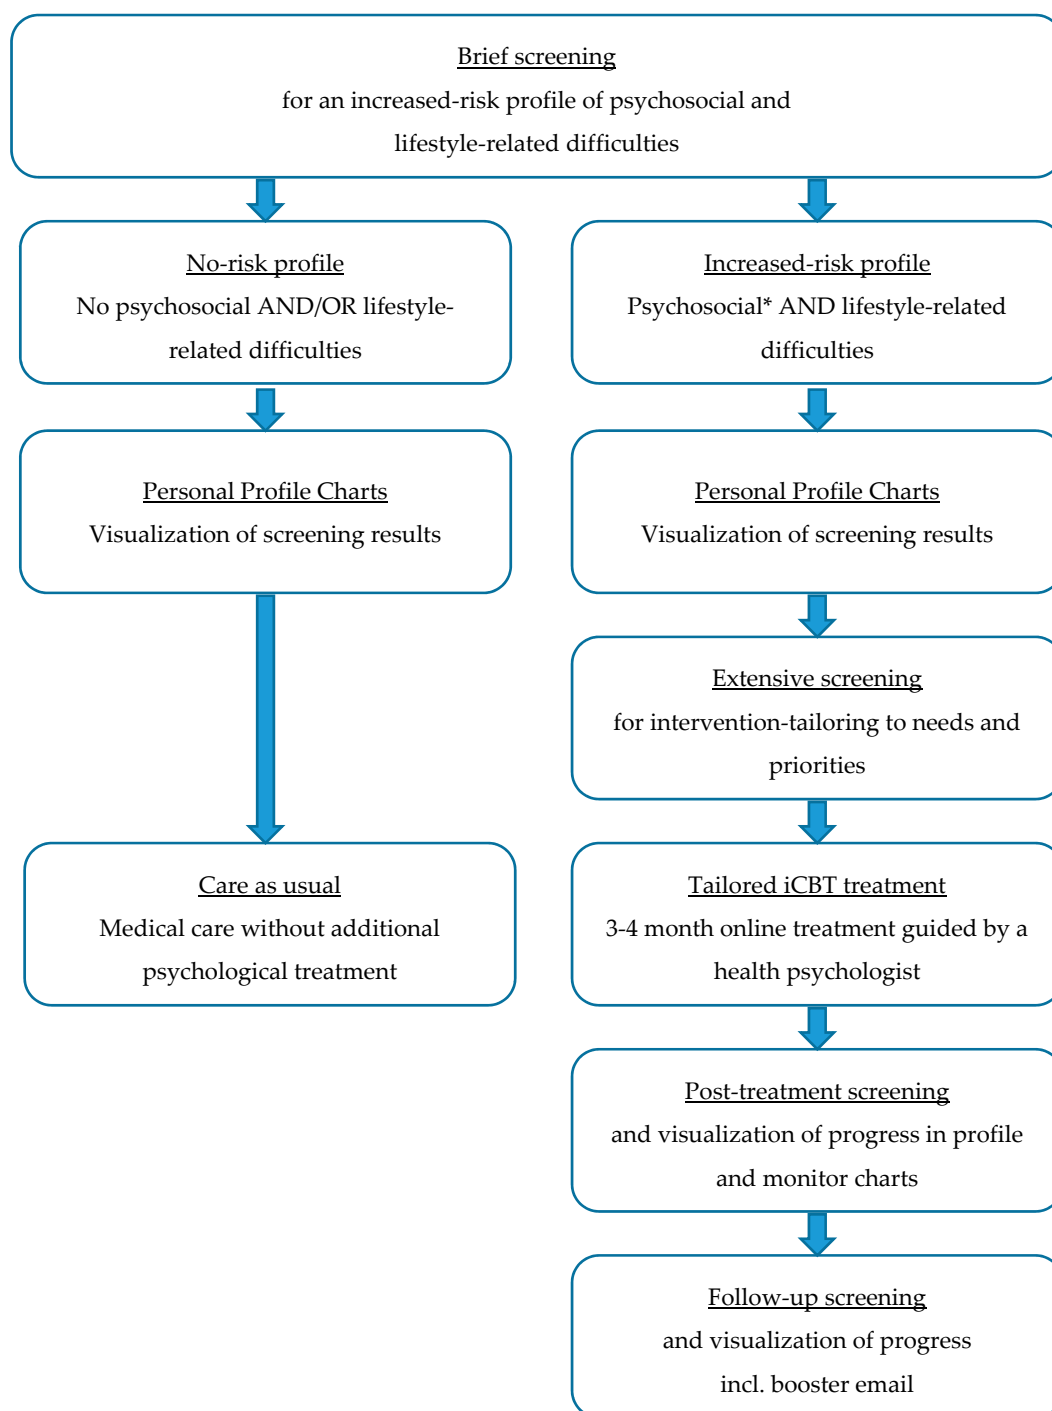 Brief screening
for an increased-risk profile of psychosocial and
lifestyle-related difficulties
No-risk profile
No psychosocial AND/OR lifestyle-
related difficulties
Increased-risk profile
Psychosocial* AND lifestyle-related
difficulties
Personal Profile Charts
Visualization of screening results
Personal Profile Charts
Visualization of screening results
Extensive screening
for intervention-tailoring to needs and
priorities
Care as usual
Medical care without additional
psychological treatment
Tailored iCBT treatment
3-4 month online treatment guided by a
health psychologist
Post-treatment screening
and visualization of progress in profile
and monitor charts
Follow-up screening
and visualization of progress
incl. booster email